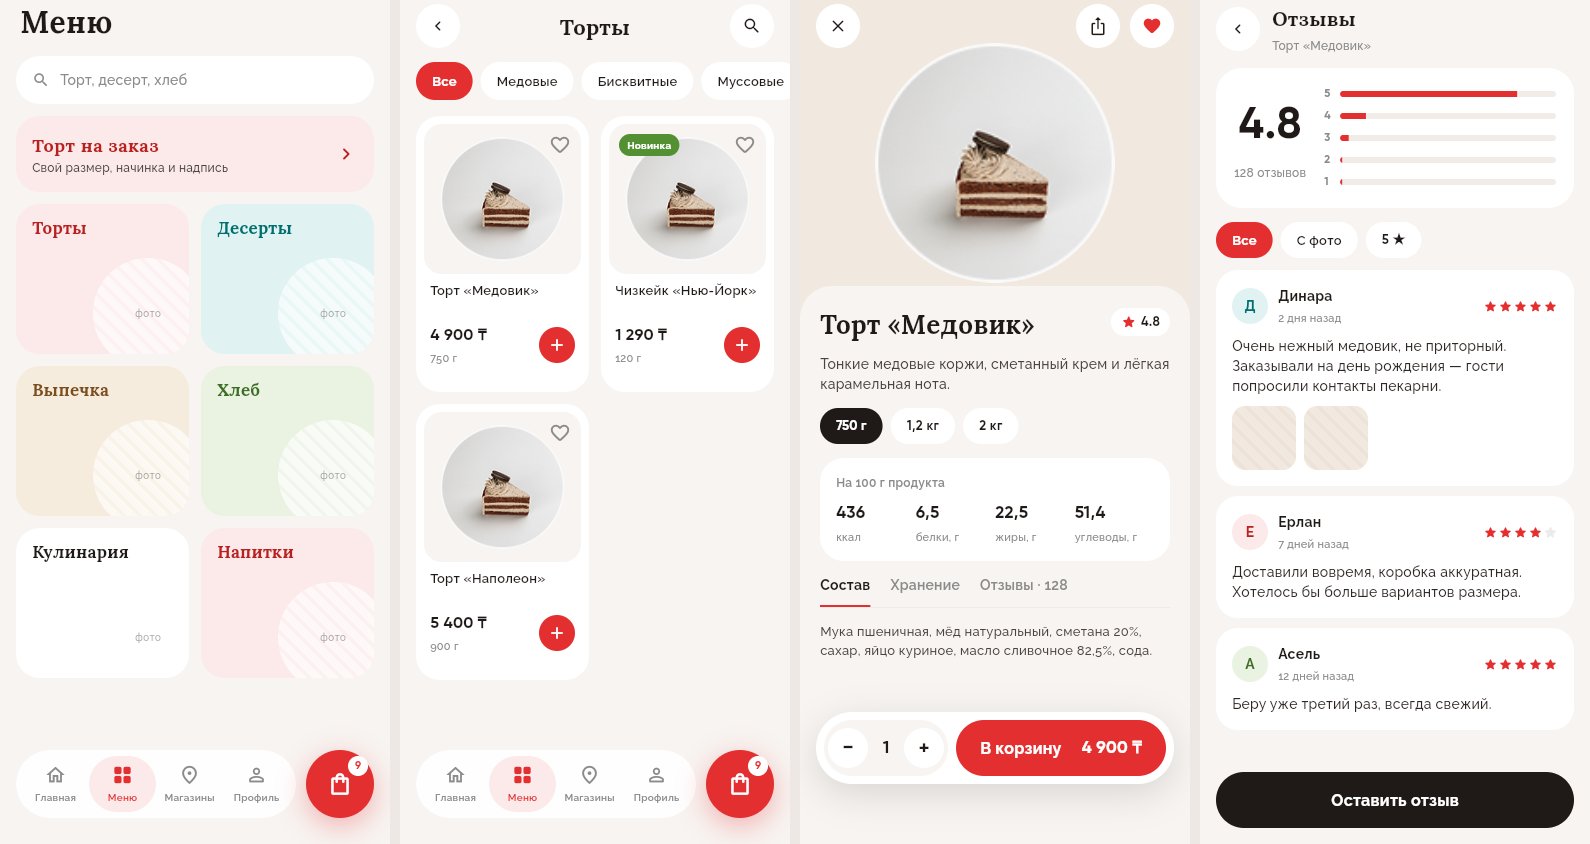 Меню
Торт, десерт, хлеб
Торт на заказ
Свой размер, начинка и надпись
Торты
Десерты
фото
фото
Выпечка
Хлеб
фото
фото
Кулинария
Напитки
фото
фото
Главная
Меню
Магазины
Профиль
9
Торты
Все
Медовые
Бисквитные
Муссовые
Новинка
Торт «Медовик»
Чизкейк «Нью-Йорк»
4 900 ₸
750 г
1 290 ₸
120 г
Торт «Наполеон»
5 400 ₸
900 г
Главная
Меню
Магазины
Профиль
9
Торт «Медовик»
★ 4.8
Тонкие медовые коржи, сметанный крем и лёгкая
карамельная нота.
750 г
1,2 кг
2 кг
На 100 г продукта
436
6,5
22,5
51,4
ккал
белки, г
жиры, г
углеводы, г
Состав
Хранение
Отзывы · 128
Мука пшеничная, мёд натуральный, сметана 20%,
сахар, яйцо куриное, масло сливочное 82,5%, сода.
− 1 +
В корзину 4 900 ₸
Отзывы
Торт «Медовик»
4.8
128 отзывов
5
4
3
2
1
Все
С фото
5 ★
Д
Динара
2 дня назад
Очень нежный медовик, не приторный.
Заказывали на день рождения — гости
попросили контакты пекарни.
Е
Ерлан
7 дней назад
Доставили вовремя, коробка аккуратная.
Хотелось бы больше вариантов размера.
А
Асель
12 дней назад
Беру уже третий раз, всегда свежий.
Оставить отзыв